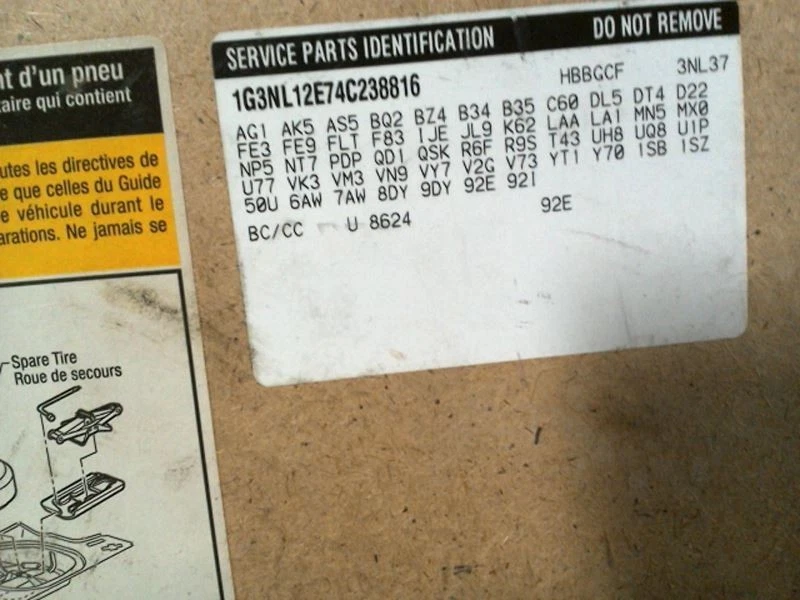 nt d'un pneu
taire qui contient
outes les directives de
e que celles du Guide
e véhicule durant le
arations. Ne jamais se
Spare Tire
Roue de secours
SERVICE PARTS IDENTIFICATION DO NOT REMOVE
1G3NL12E74C238816 HBBGCF 3NL37
AG1 AK5 AS5 BQ2 BZ4 B34 B35 C60 DL5 DT4 D22
FE3 FE9 FLT F83 IJE JL9 K62 LAA LA1 MN5 MX0
NP5 NT7 PDP QD1 QSK R6F R9S T43 UH8 UQ8 U1P
U77 VK3 VM3 VN9 VY7 V2G V73 YT1 Y70 1SB 1SZ
50U 6AW 7AW 8DY 9DY 92E 92I
BC/CC U 8624 92E